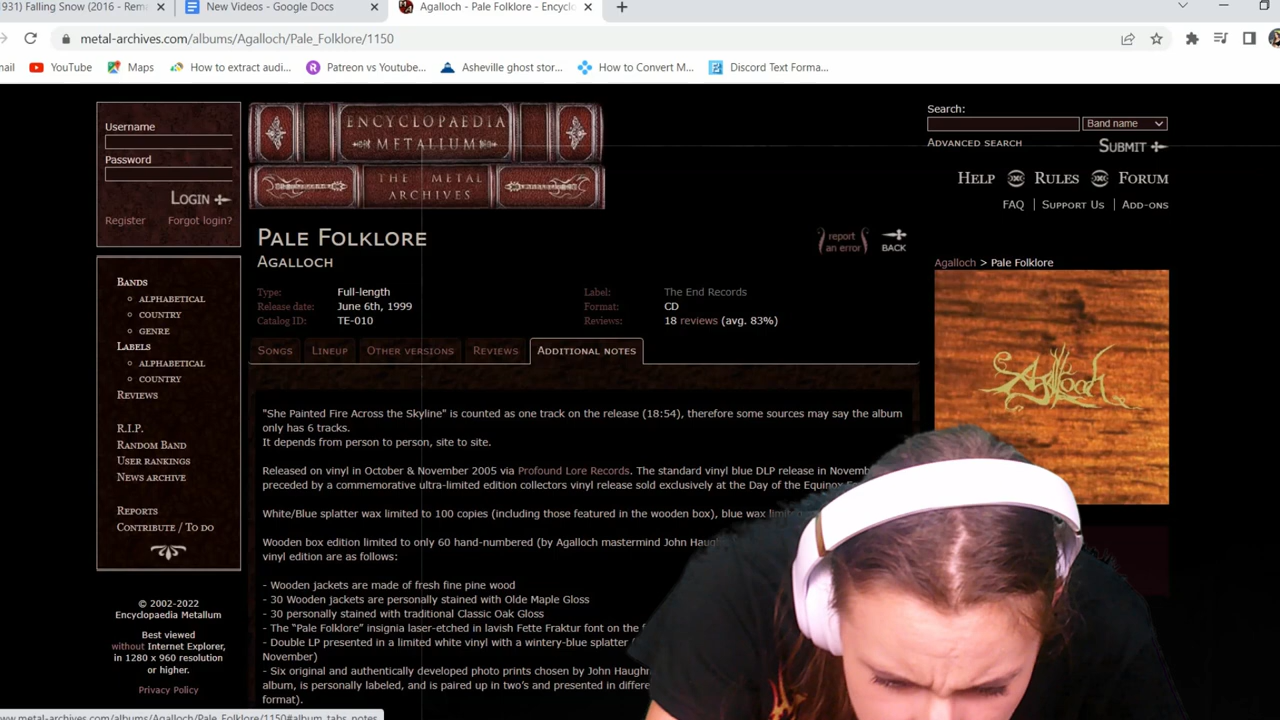 1931) Falling Snow (2016 - Rem
New Videos - Google Docs
Agalloch - Pale Folklore - Encyclo
metal-archives.com/albums/Agalloch/Pale_Folklore/1150
mail
YouTube
Maps
How to extract audi...
Patreon vs Youtube...
Asheville ghost stor...
How to Convert M...
Discord Text Forma...
Username
Password
LOGIN
Register Forgot login?
ENCYCLOPAEDIA
METALLUM
THE METAL
ARCHIVES
Search:
Band name
ADVANCED SEARCH
SUBMIT
HELP RULES FORUM
FAQ | SUPPORT US | ADD-ONS
PALE FOLKLORE
AGALLOCH
report
an error
BACK
Type: Full-length
Release date: June 6th, 1999
Catalog ID: TE-010
Label: The End Records
Format: CD
Reviews: 18 reviews (avg. 83%)
SONGS LINEUP OTHER VERSIONS REVIEWS ADDITIONAL NOTES
Agalloch > Pale Folklore
Agalloch
BANDS
ALPHABETICAL
COUNTRY
GENRE
LABELS
ALPHABETICAL
COUNTRY
REVIEWS
R.I.P.
RANDOM BAND
USER RANKINGS
NEWS ARCHIVE
REPORTS
CONTRIBUTE / TO DO
© 2002-2022
Encyclopaedia Metallum
Best viewed
without Internet Explorer,
in 1280 x 960 resolution
or higher.
Privacy Policy
"She Painted Fire Across the Skyline" is counted as one track on the release (18:54), therefore some sources may say the album
only has 6 tracks.
It depends from person to person, site to site.
Released on vinyl in October & November 2005 via Profound Lore Records. The standard vinyl blue DLP release in Novem
preceded by a commemorative ultra-limited edition collectors vinyl release sold exclusively at the Day of the Equinox
White/Blue splatter wax limited to 100 copies (including those featured in the wooden box), blue wax
Wooden box edition limited to only 60 hand-numbered (by Agalloch mastermind John Haugh
vinyl edition are as follows:
- Wooden jackets are made of fresh fine pine wood
- 30 Wooden jackets are personally stained with Olde Maple Gloss
- 30 personally stained with traditional Classic Oak Gloss
- The "Pale Folklore" insignia laser-etched in lavish Fette Fraktur font on the
- Double LP presented in a limited white vinyl with a wintery-blue splatter
November)
- Six original and authentically developed photo prints chosen by John Haughn
album, is personally labeled, and is paired up in two's and presented in differe
format).
www.metal-archives.com/albums/Agalloch/Pale_Folklore/1150#album_tabs_notes